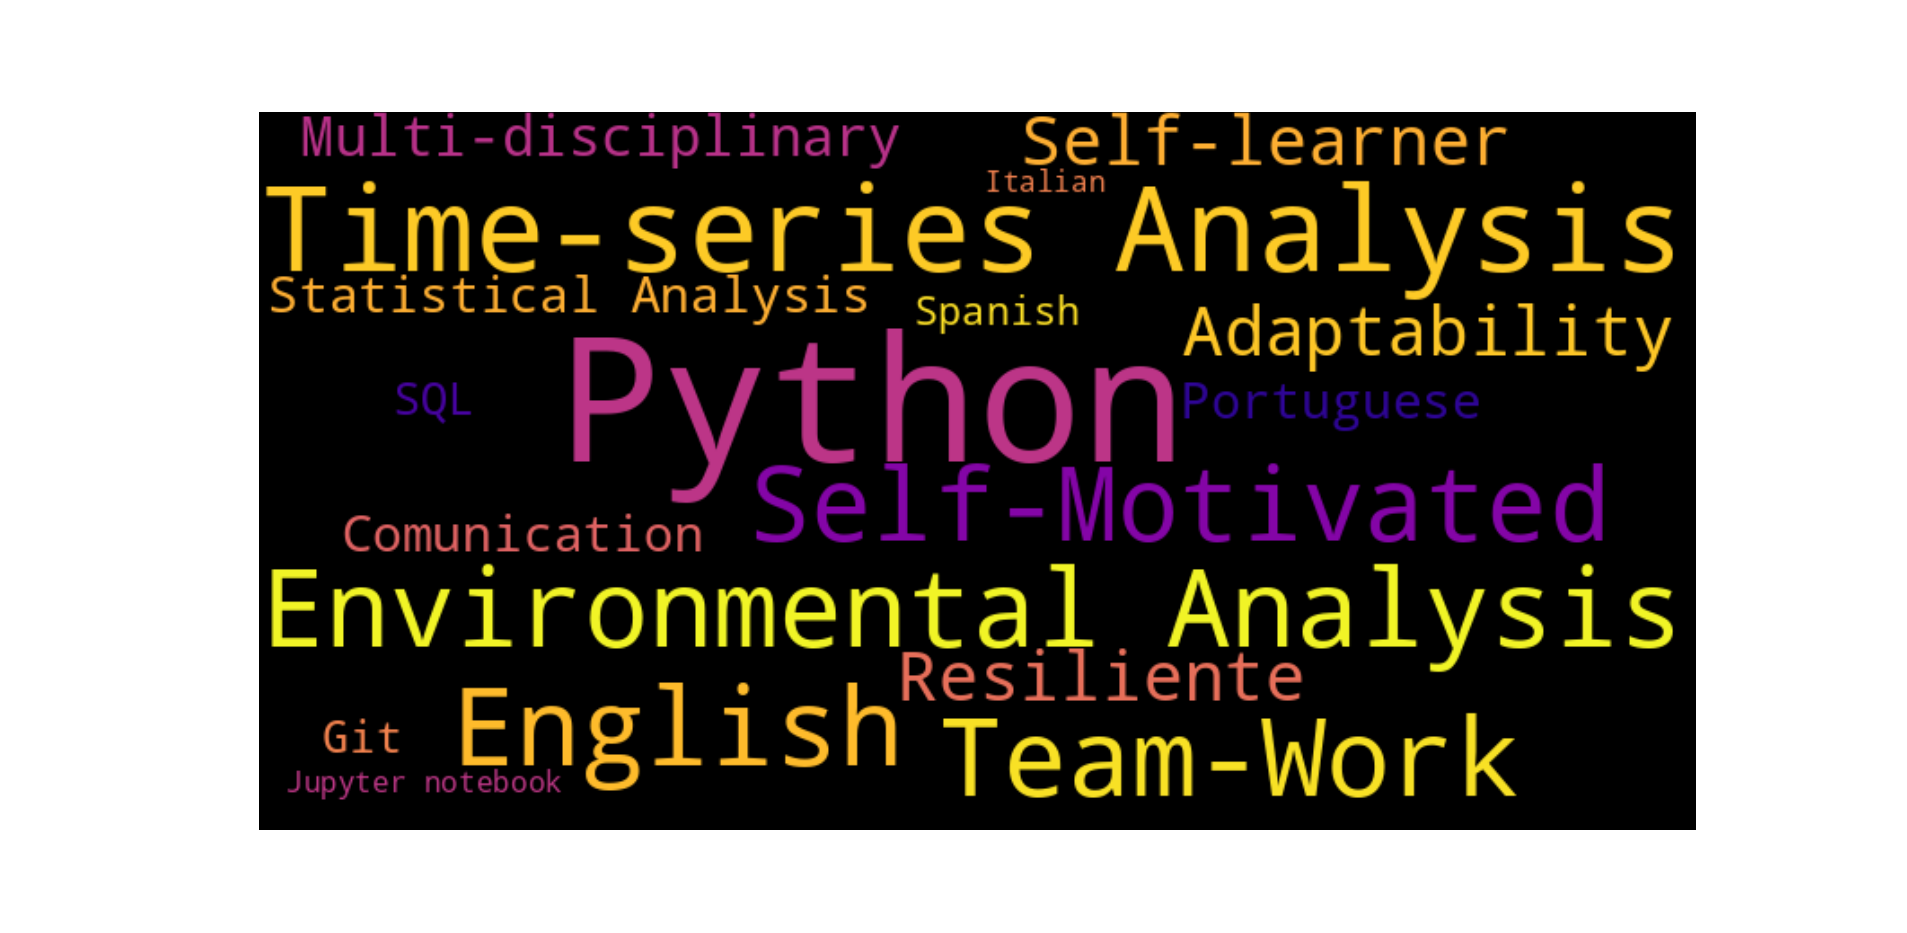 Multi-disciplinary
Self-learner
Italian
Time-series Analysis
Statistical Analysis
Spanish
Adaptability
Python
SQL
Portuguese
Self-Motivated
Comunication
Environmental Analysis
Resiliente
English
Git
Team-Work
Jupyter notebook